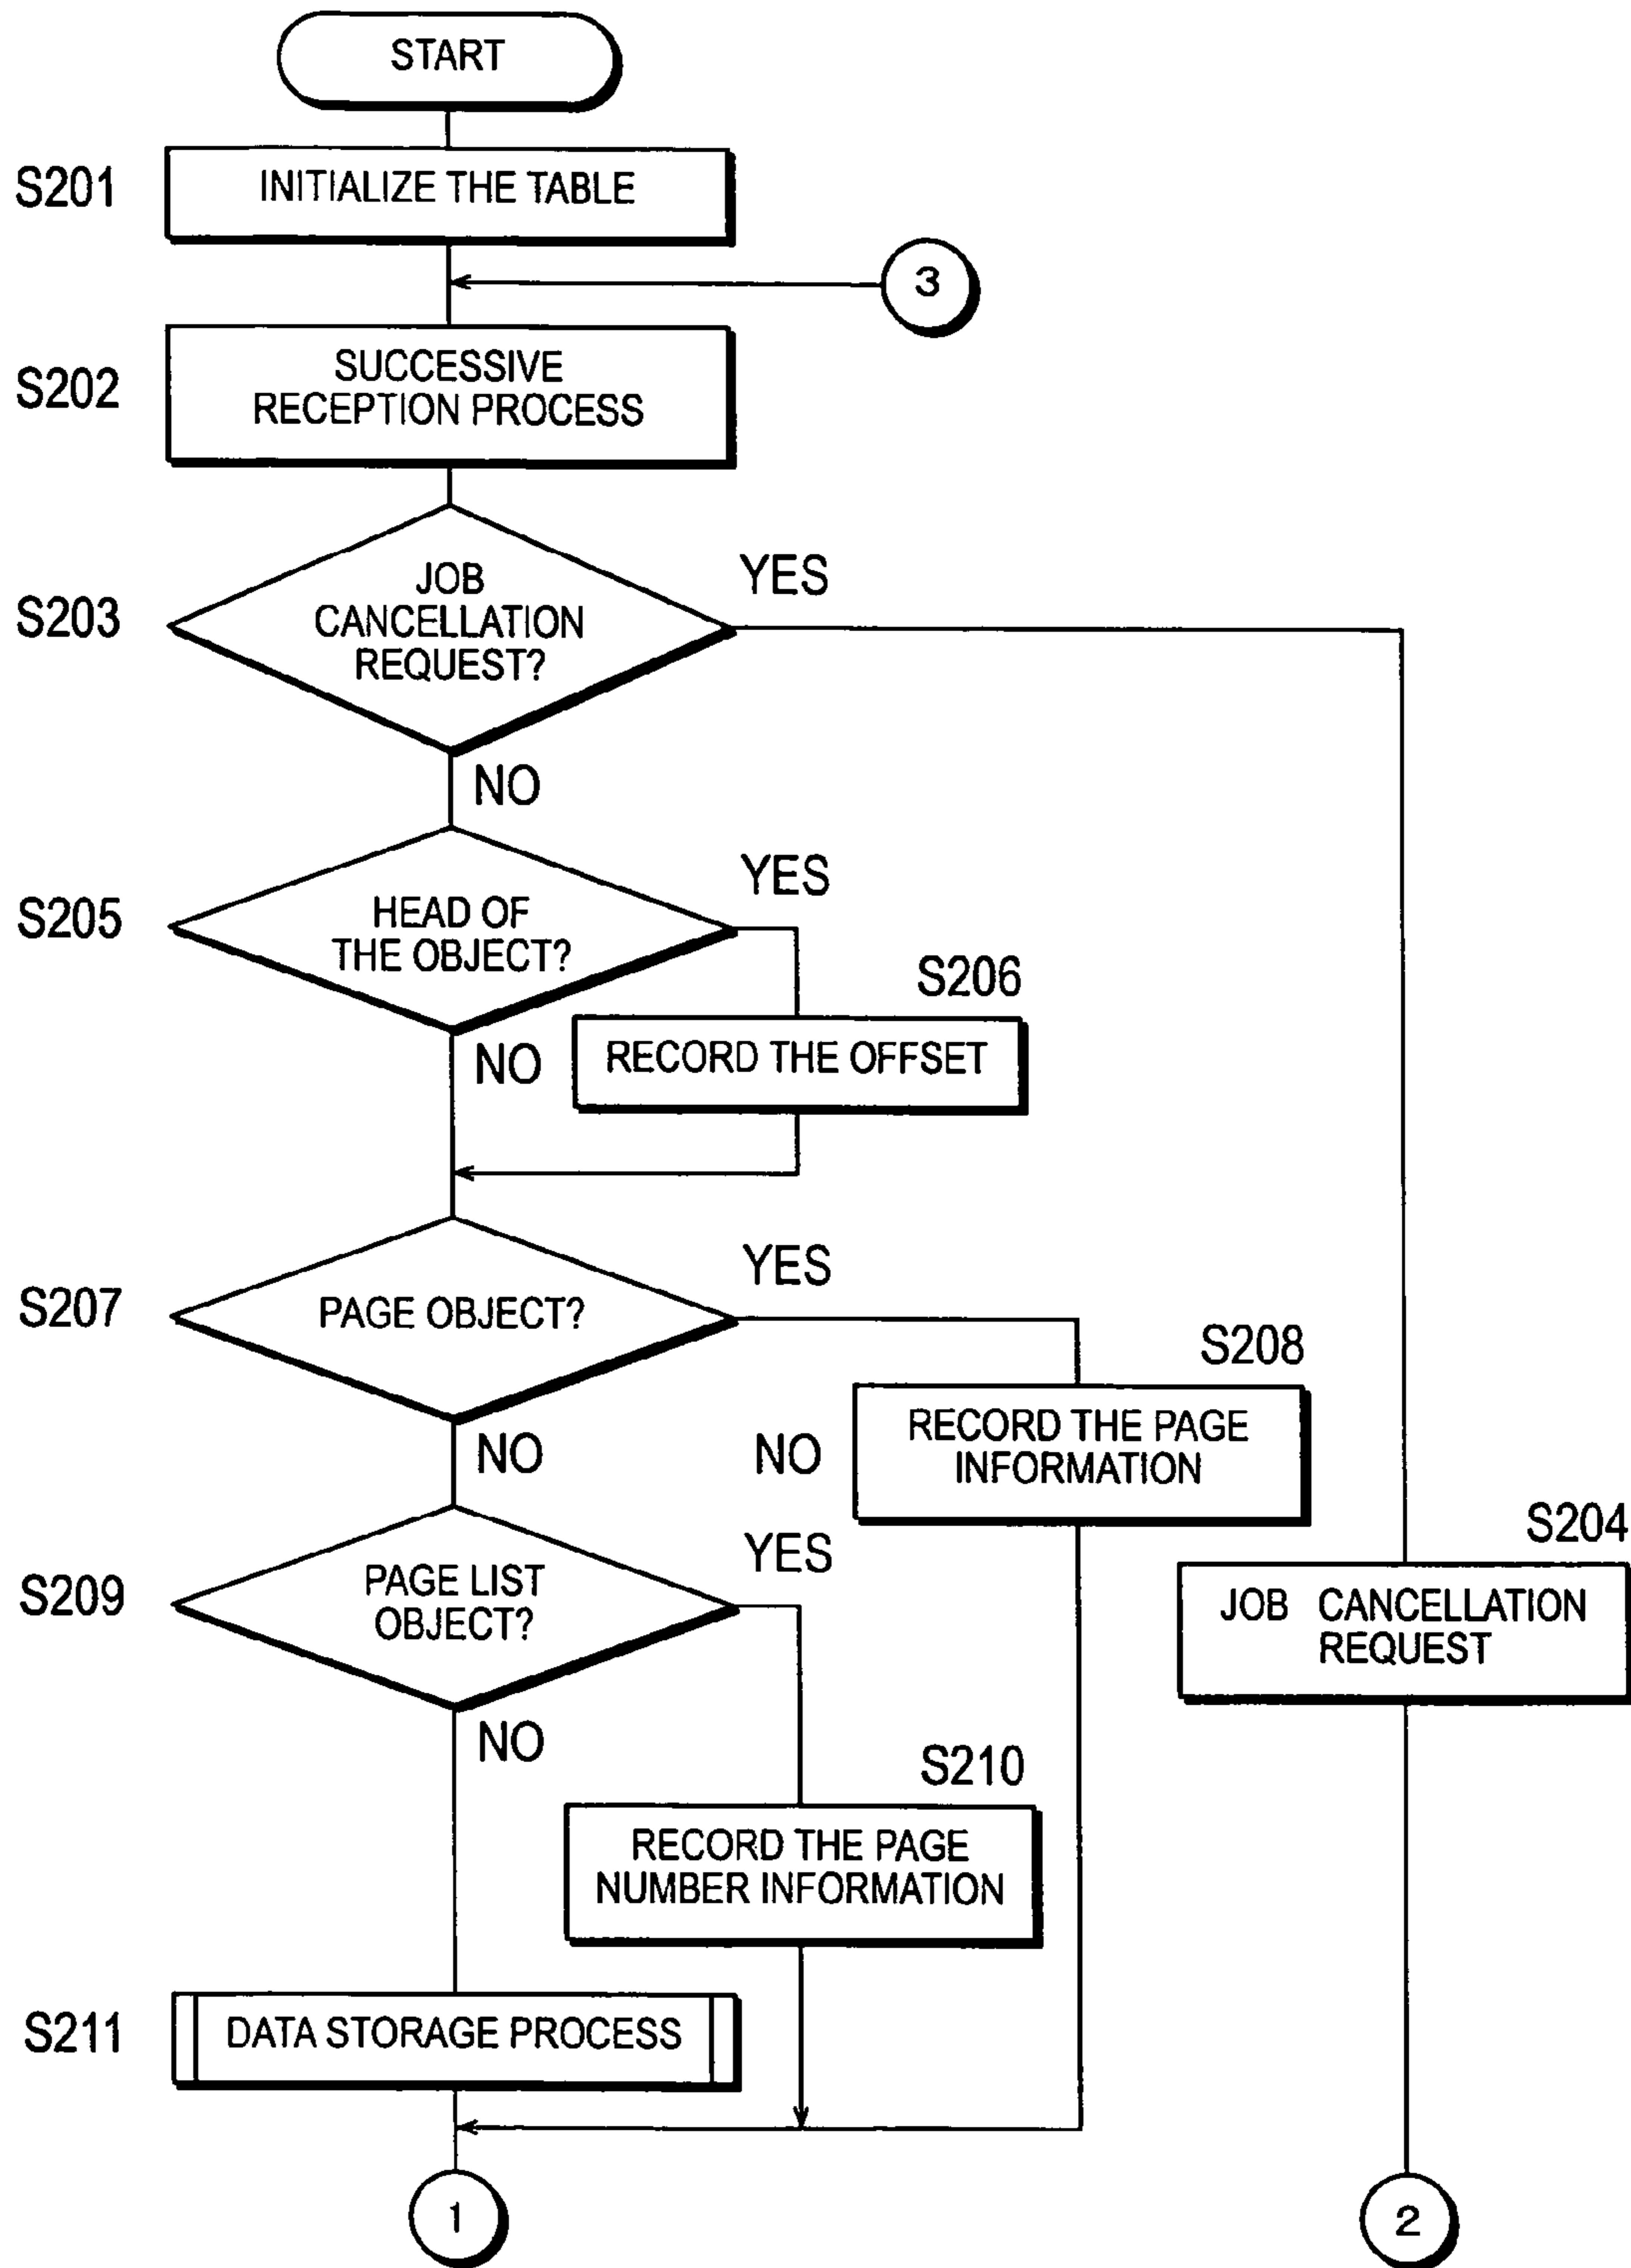 START
S201
INITIALIZE THE TABLE
3
S202
SUCCESSIVE
RECEPTION PROCESS
S203
JOB
CANCELLATION
REQUEST?
YES
NO
S205
HEAD OF
THE OBJECT?
YES
S206
NO
RECORD THE OFFSET
S207
PAGE OBJECT?
YES
S208
NO
NO
RECORD THE PAGE
INFORMATION
S204
S209
PAGE LIST
OBJECT?
YES
JOB CANCELLATION
REQUEST
NO
S210
RECORD THE PAGE
NUMBER INFORMATION
S211
DATA STORAGE PROCESS
1
2